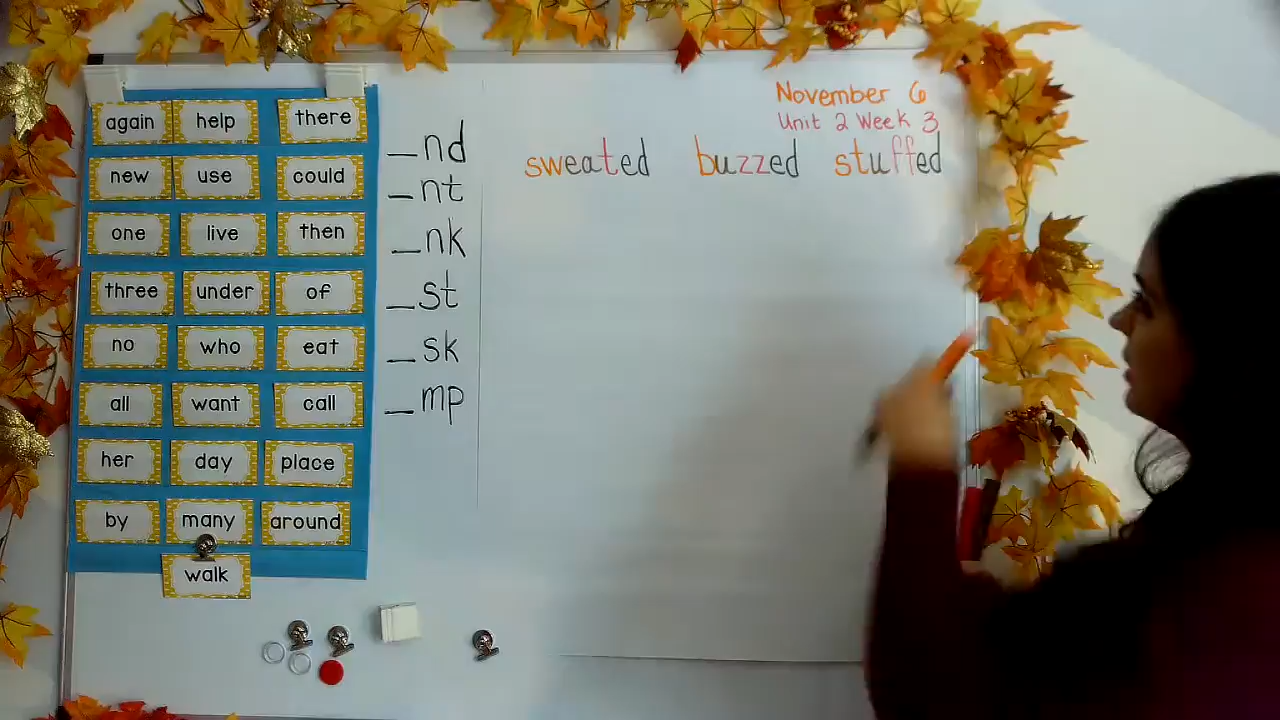 again help there
new use could
one live then
three under of
no who eat
all want call
her day place
by many around
walk
_nd
_nt
_nk
_st
_sk
_mp
November 6
Unit 2 Week 3
sweated buzzed stuffed